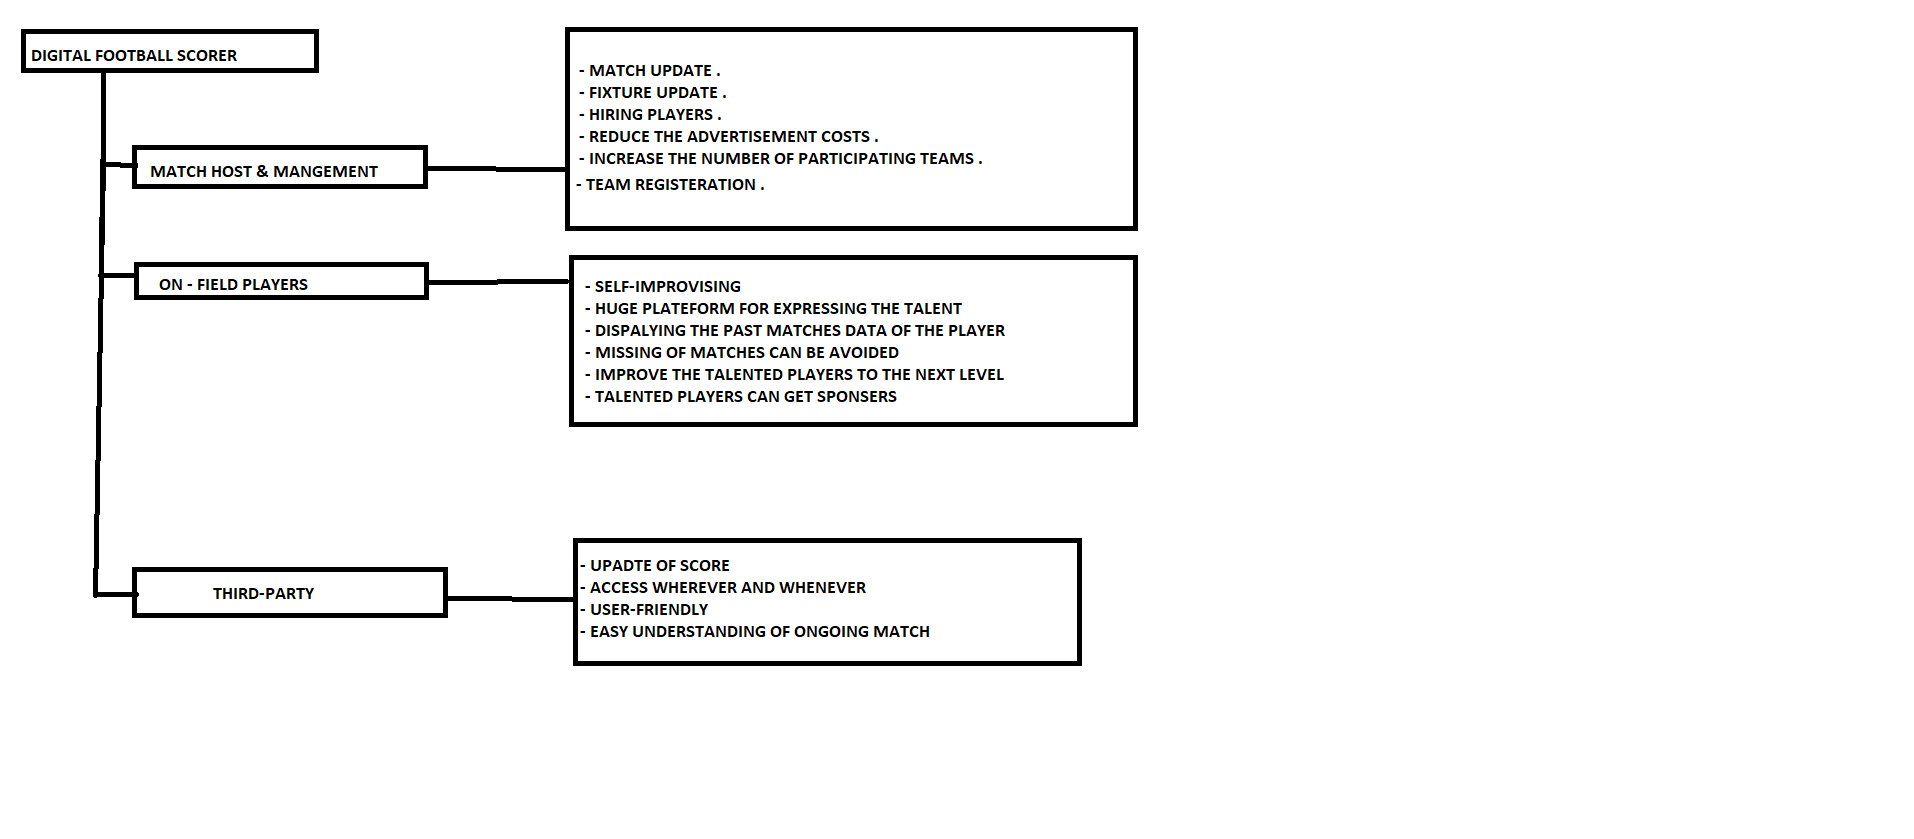 DIGITAL FOOTBALL SCORER
MATCH HOST & MANGEMENT
- MATCH UPDATE .
- FIXTURE UPDATE .
- HIRING PLAYERS .
- REDUCE THE ADVERTISEMENT COSTS .
- INCREASE THE NUMBER OF PARTICIPATING TEAMS .
- TEAM REGISTERATION .
ON - FIELD PLAYERS
- SELF-IMPROVISING
- HUGE PLATEFORM FOR EXPRESSING THE TALENT
- DISPALYING THE PAST MATCHES DATA OF THE PLAYER
- MISSING OF MATCHES CAN BE AVOIDED
- IMPROVE THE TALENTED PLAYERS TO THE NEXT LEVEL
- TALENTED PLAYERS CAN GET SPONSERS
THIRD-PARTY
- UPADTE OF SCORE
- ACCESS WHEREVER AND WHENEVER
- USER-FRIENDLY
- EASY UNDERSTANDING OF ONGOING MATCH